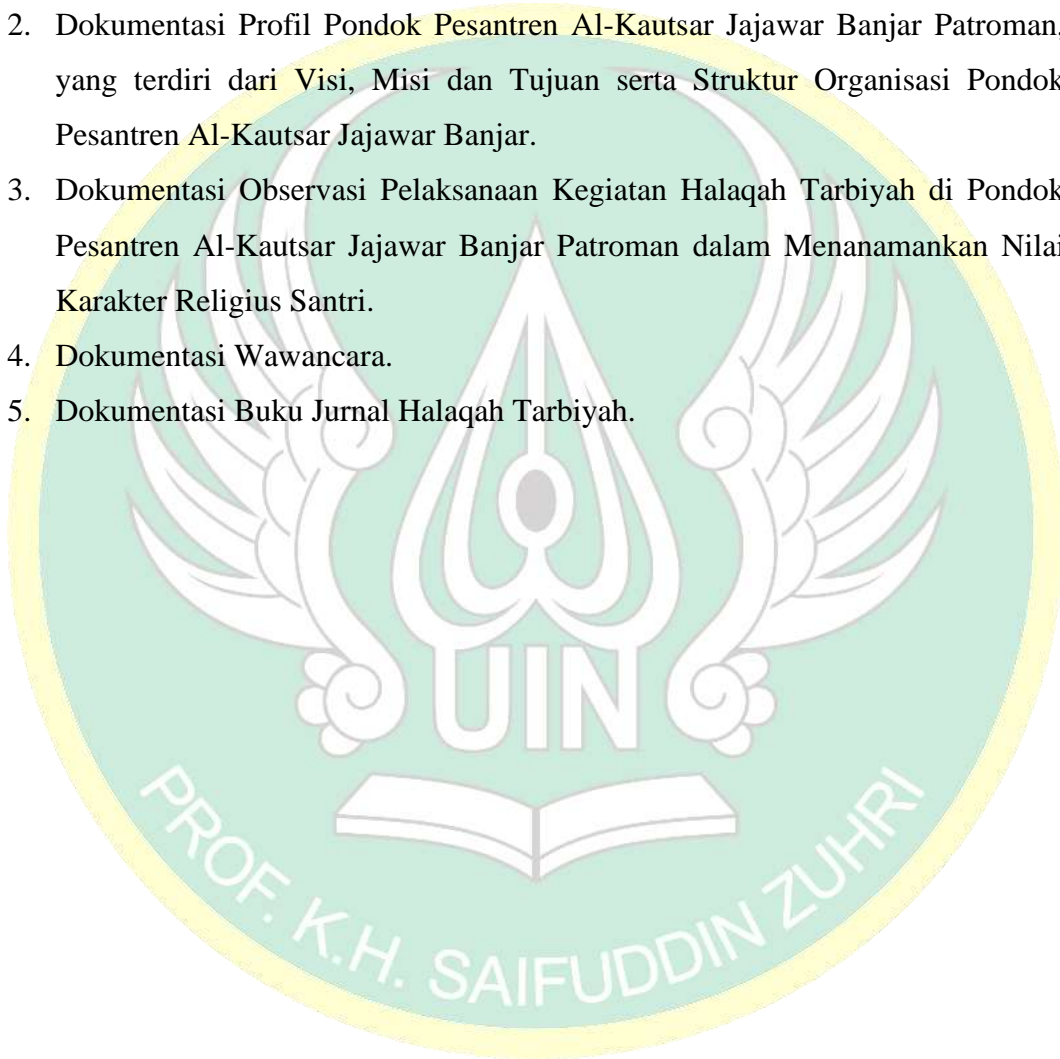 2. Dokumentasi Profil Pondok Pesantren Al-Kautsar Jajawar Banjar Patroman,
yang terdiri dari Visi, Misi dan Tujuan serta Struktur Organisasi Pondok
Pesantren Al-Kautsar Jajawar Banjar.
3. Dokumentasi Observasi Pelaksanaan Kegiatan Halaqah Tarbiyah di Pondok
Pesantren Al-Kautsar Jajawar Banjar Patroman dalam Menanamankan Nilai
Karakter Religius Santri.
4. Dokumentasi Wawancara.
5. Dokumentasi Buku Jurnal Halaqah Tarbiyah.
UIN
PROF. K.H. SAIFUDDIN ZUHRI